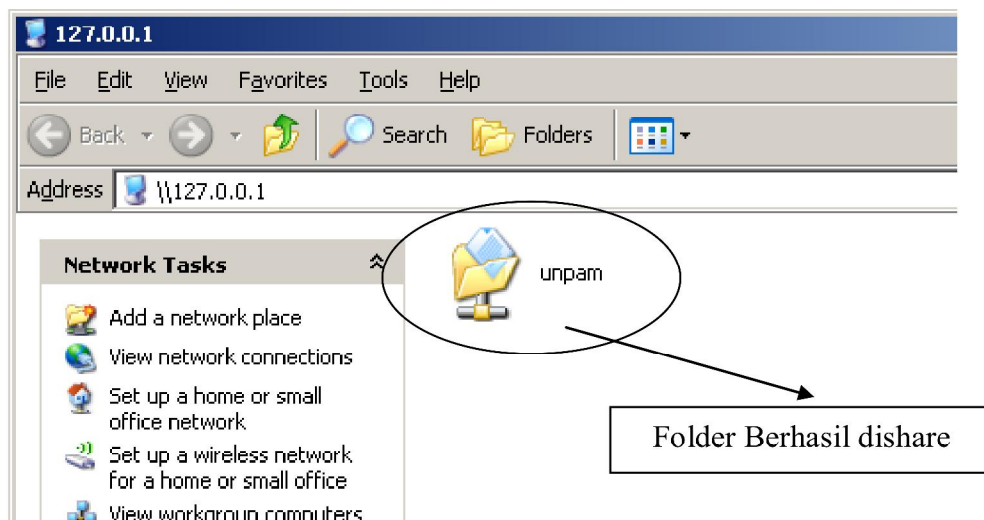 127.0.0.1
File Edit View Favorites Tools Help
Back Search Folders
Address \\127.0.0.1
Network Tasks
Add a network place
View network connections
Set up a home or small
office network
Set up a wireless network
for a home or small office
View workgroup computers
unpam
Folder Berhasil dishare